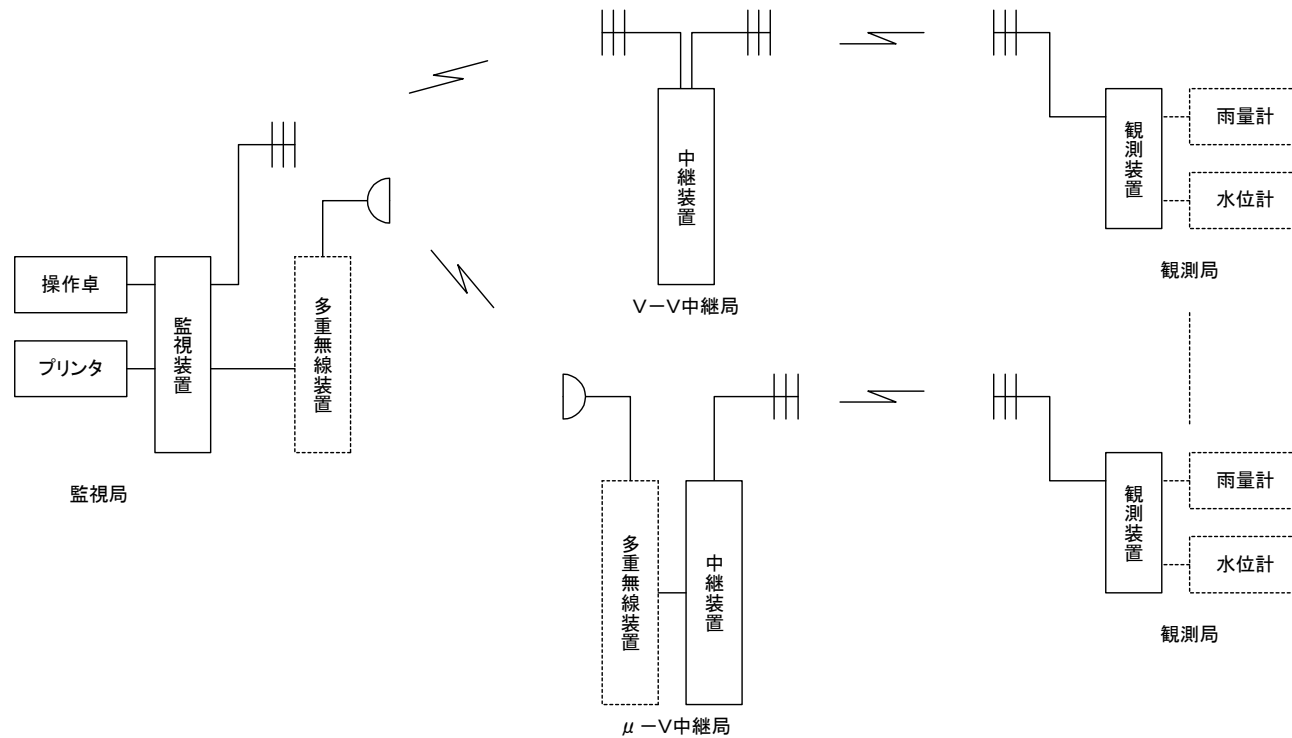 操作卓
プリンタ
監視装置
多重無線装置
監視局
中継装置
V－V中継局
多重無線装置
中継装置
μ－V中継局
観測装置
雨量計
水位計
観測局
観測装置
雨量計
水位計
観測局